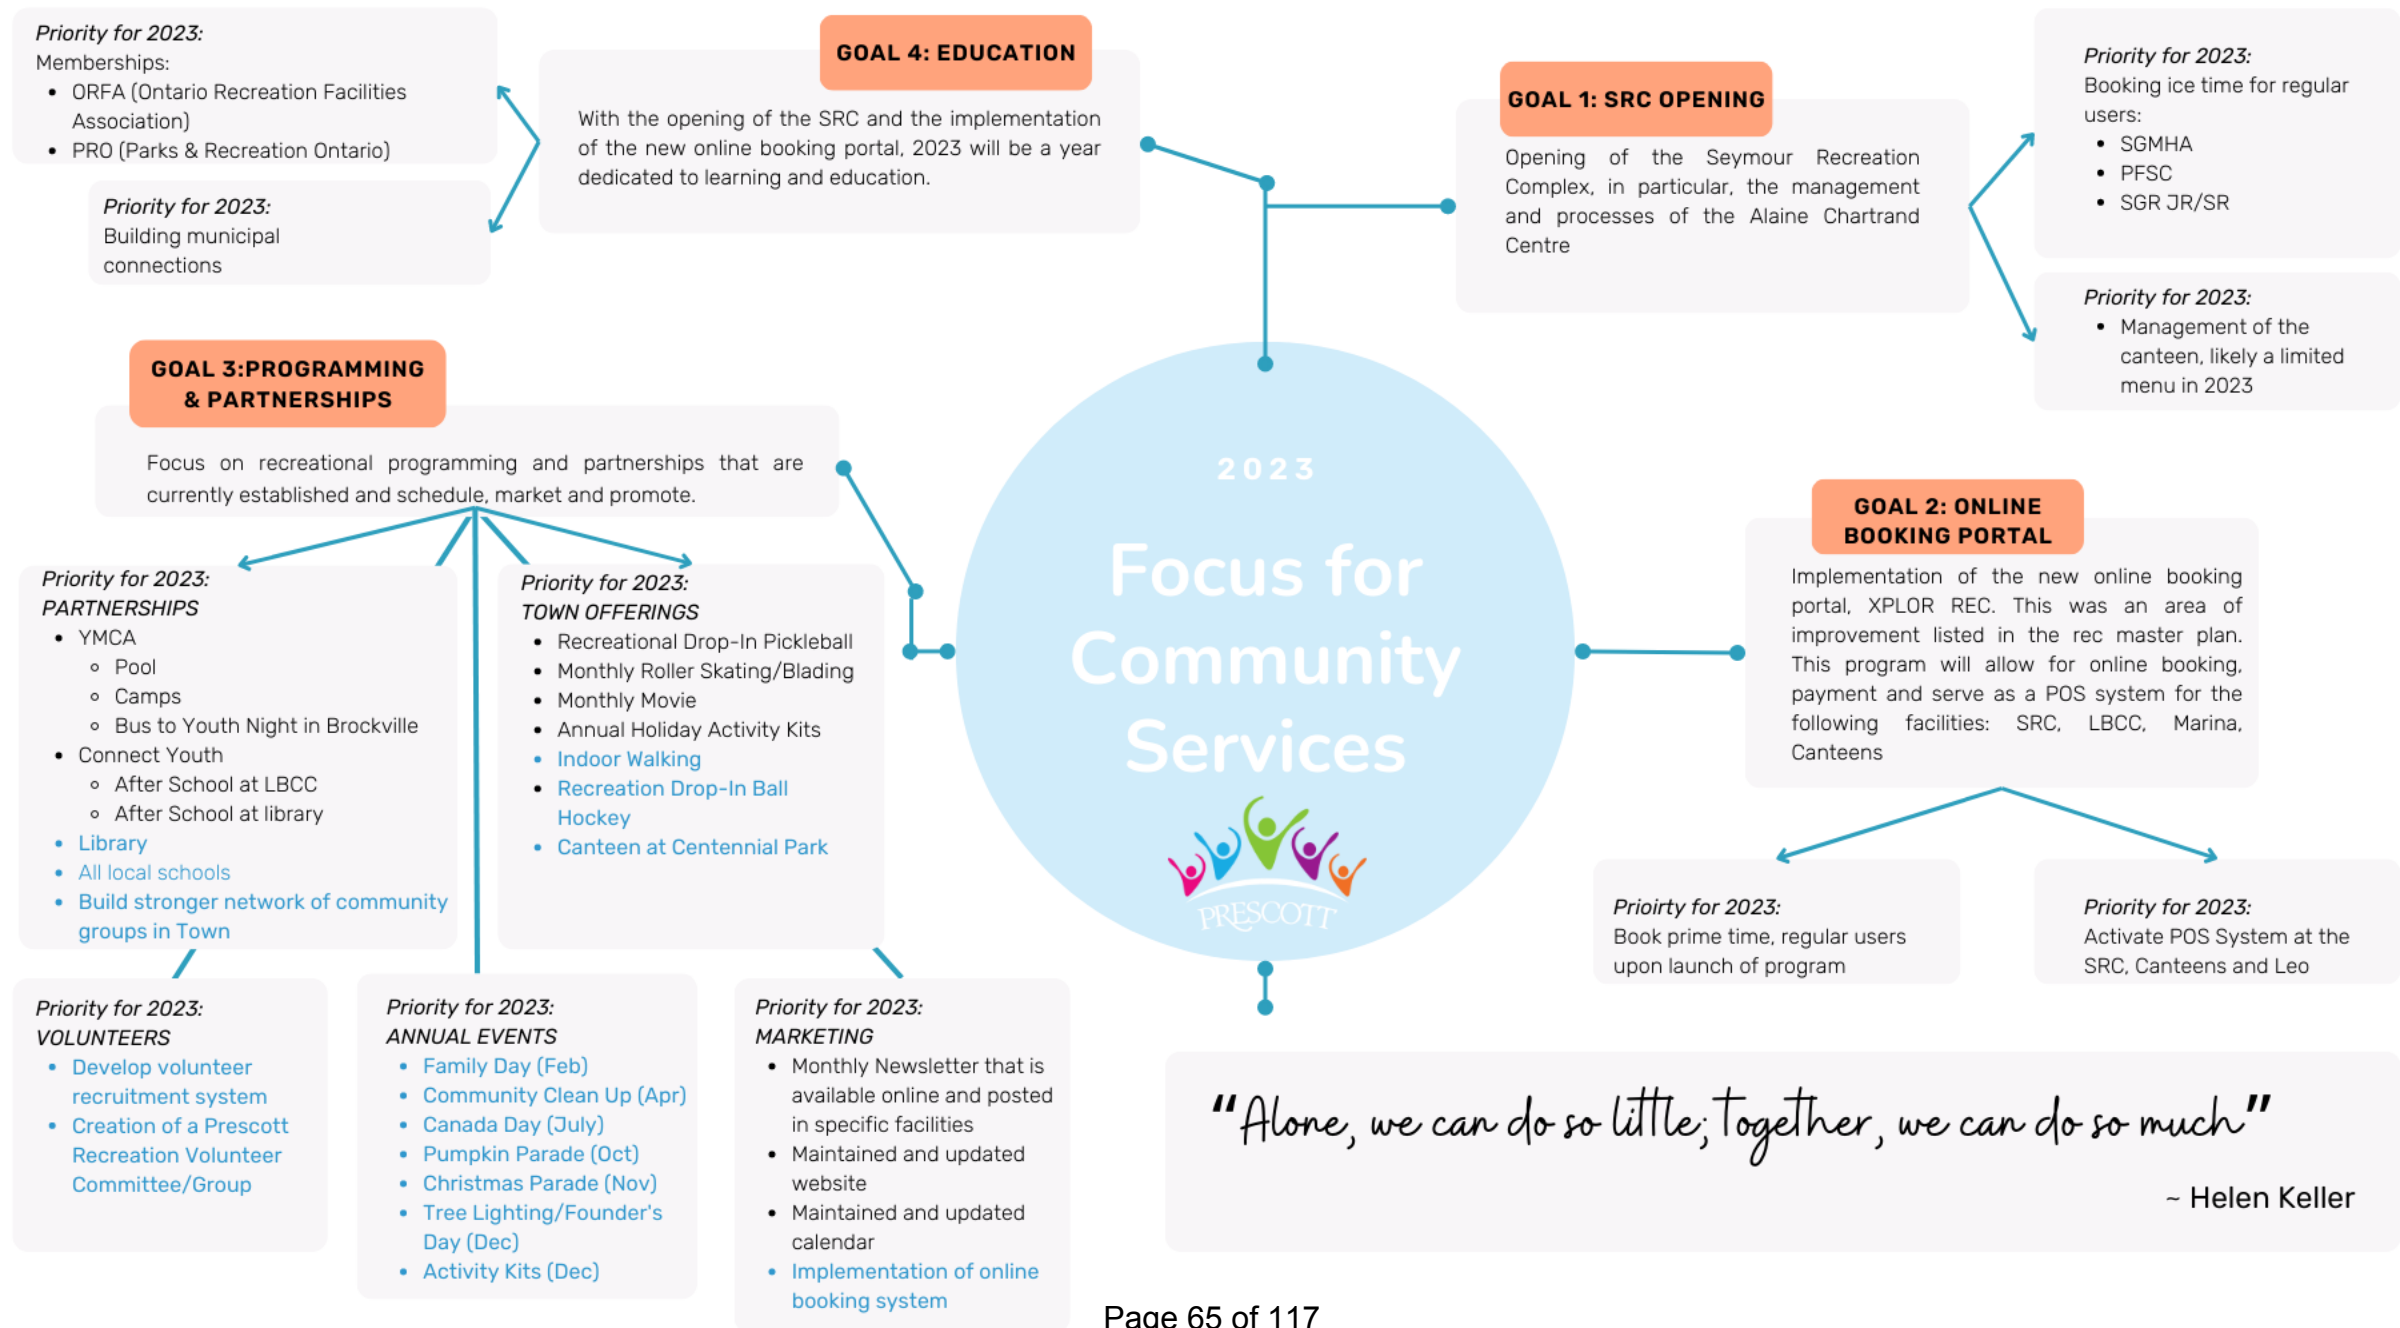 Priority for 2023:
Memberships:
• ORFA (Ontario Recreation Facilities
Association)
• PRO (Parks & Recreation Ontario)
Priority for 2023:
Building municipal
connections
GOAL 4: EDUCATION
With the opening of the SRC and the implementation
of the new online booking portal, 2023 will be a year
dedicated to learning and education.
GOAL 1: SRC OPENING
Opening of the Seymour Recreation
Complex, in particular, the management
and processes of the Alaine Chartrand
Centre
Priority for 2023:
Booking ice time for regular
users:
• SGMHA
• PFSC
• SGR JR/SR
Priority for 2023:
• Management of the
canteen, likely a limited
menu in 2023
GOAL 3:PROGRAMMING
& PARTNERSHIPS
Focus on recreational programming and partnerships that are
currently established and schedule, market and promote.
Priority for 2023:
PARTNERSHIPS
• YMCA
◦ Pool
◦ Camps
◦ Bus to Youth Night in Brockville
• Connect Youth
◦ After School at LBCC
◦ After School at library
• Library
• All local schools
• Build stronger network of community
groups in Town
Priority for 2023:
TOWN OFFERINGS
• Recreational Drop-In Pickleball
• Monthly Roller Skating/Blading
• Monthly Movie
• Annual Holiday Activity Kits
• Indoor Walking
• Recreation Drop-In Ball
Hockey
• Canteen at Centennial Park
Priority for 2023:
VOLUNTEERS
• Develop volunteer
recruitment system
• Creation of a Prescott
Recreation Volunteer
Committee/Group
Priority for 2023:
ANNUAL EVENTS
• Family Day (Feb)
• Community Clean Up (Apr)
• Canada Day (July)
• Pumpkin Parade (Oct)
• Christmas Parade (Nov)
• Tree Lighting/Founder's
Day (Dec)
• Activity Kits (Dec)
Priority for 2023:
MARKETING
• Monthly Newsletter that is
available online and posted
in specific facilities
• Maintained and updated
website
• Maintained and updated
calendar
• Implementation of online
booking system
2023
Focus for
Community
Services
PRESCOTT
GOAL 2: ONLINE
BOOKING PORTAL
Implementation of the new online booking
portal, XPLOR REC. This was an area of
improvement listed in the rec master plan.
This program will allow for online booking,
payment and serve as a POS system for the
following facilities: SRC, LBCC, Marina,
Canteens
Prioirty for 2023:
Book prime time, regular users
upon launch of program
Priority for 2023:
Activate POS System at the
SRC, Canteens and Leo
"Alone, we can do so little; together, we can do so much"
~ Helen Keller
Page 65 of 117